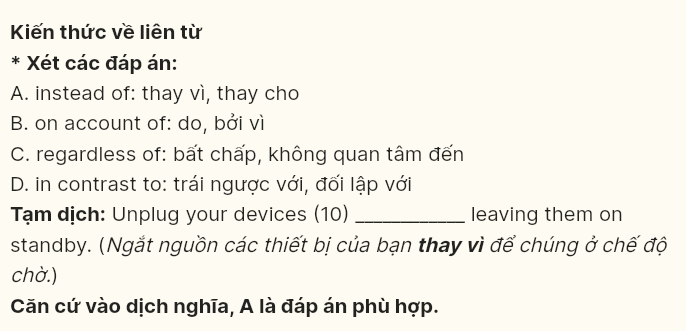 Kiến thức về liên từ
* Xét các đáp án:
A. instead of: thay vì, thay cho
B. on account of: do, bởi vì
C. regardless of: bất chấp, không quan tâm đến
D. in contrast to: trái ngược với, đối lập với
Tạm dịch: Unplug your devices (10) ____________ leaving them on
standby. (Ngắt nguồn các thiết bị của bạn thay vì để chúng ở chế độ
chờ.)
Căn cứ vào dịch nghĩa, A là đáp án phù hợp.